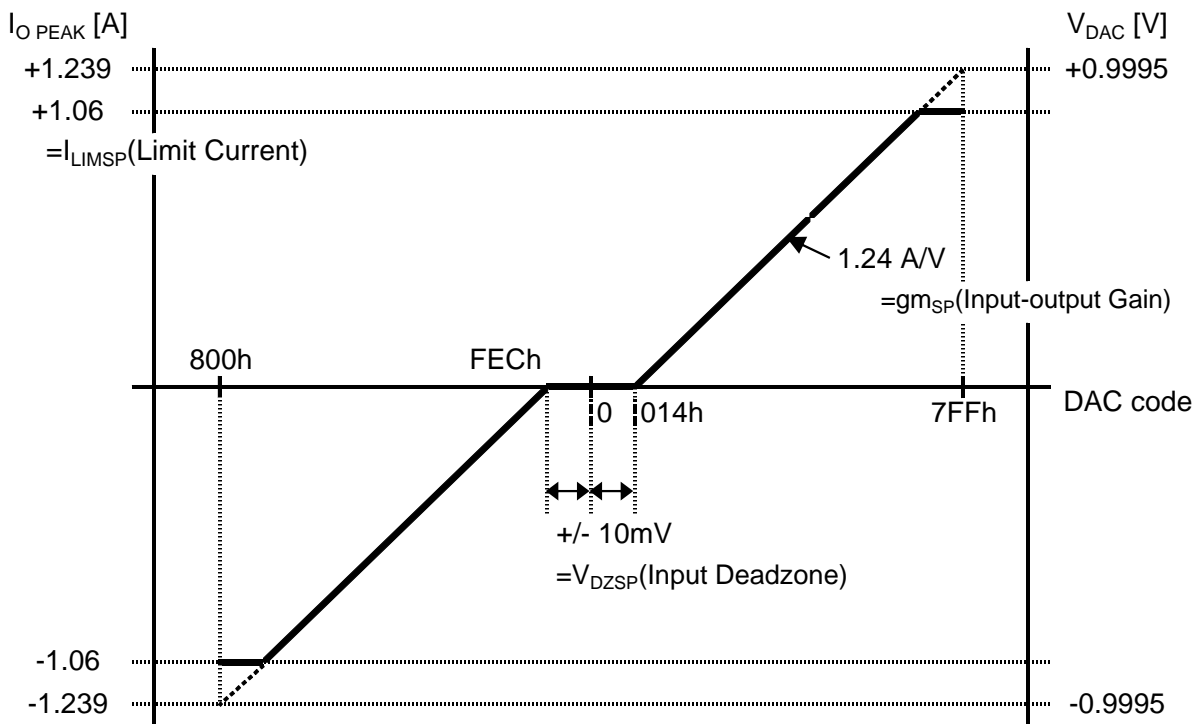 I_O PEAK [A]
V_DAC [V]
+1.239
+0.9995
+1.06
=I_LIMSP(Limit Current)
1.24 A/V
=gm_SP(Input-output Gain)
800h
FECh
0
014h
7FFh
DAC code
+/- 10mV
=V_DZSP(Input Deadzone)
-1.06
-1.239
-0.9995